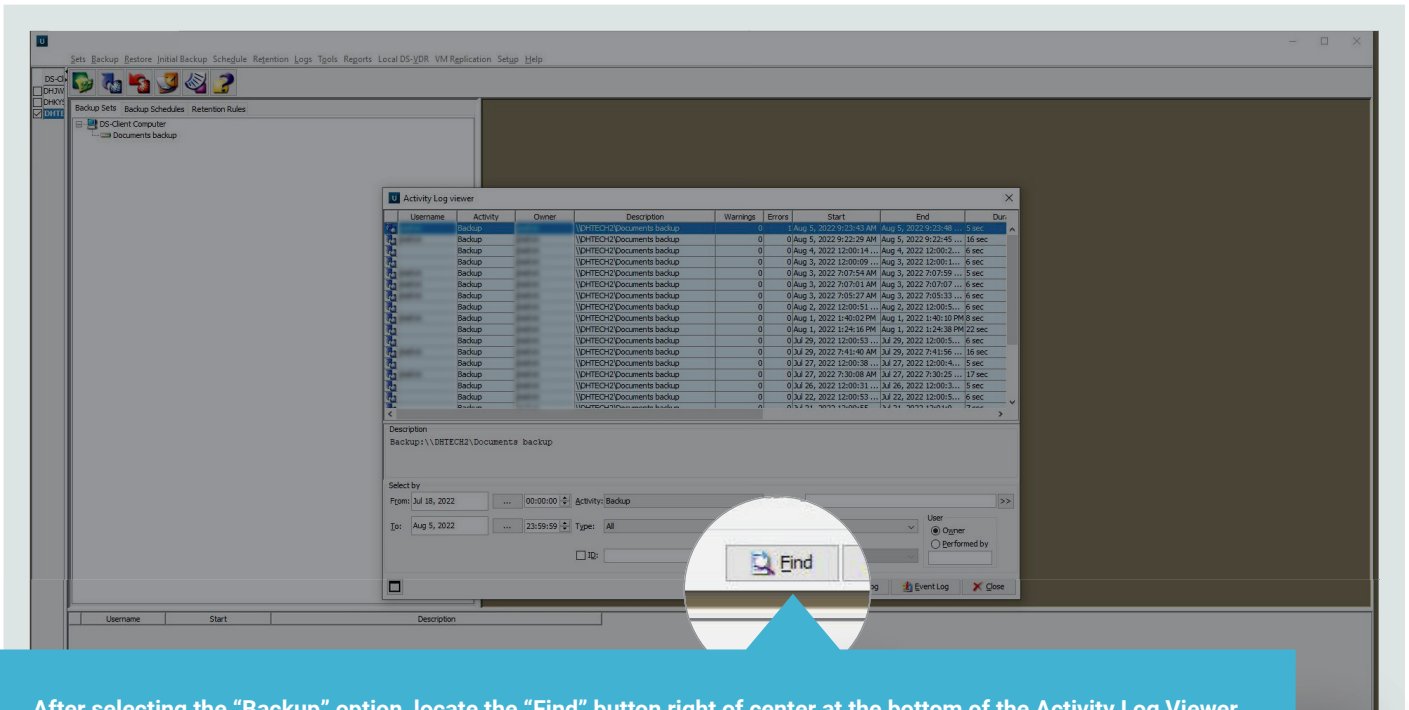 U
Sets Backup Restore Initial Backup Schedule Retention Logs Tools Reports Local DS-VDR VM Replication Setup Help
DS-Cl
DHJW
DHKYS
DHTE
Backup Sets Backup Schedules Retention Rules
DS-Client Computer
Documents backup
U Activity Log viewer
Username Activity Owner Description Warnings Errors Start End Dura
Backup \\DHTECH2\Documents backup 0 1 Aug 5, 2022 9:23:43 AM Aug 5, 2022 9:23:48 ... 5 sec
Backup \\DHTECH2\Documents backup 0 0 Aug 5, 2022 9:22:29 AM Aug 5, 2022 9:22:45 ... 16 sec
Backup \\DHTECH2\Documents backup 0 0 Aug 4, 2022 12:00:14 ... Aug 4, 2022 12:00:2... 6 sec
Backup \\DHTECH2\Documents backup 0 0 Aug 3, 2022 12:00:09 ... Aug 3, 2022 12:00:1... 6 sec
Backup \\DHTECH2\Documents backup 0 0 Aug 3, 2022 7:07:54 AM Aug 3, 2022 7:07:59 ... 5 sec
Backup \\DHTECH2\Documents backup 0 0 Aug 3, 2022 7:07:01 AM Aug 3, 2022 7:07:07 ... 6 sec
Backup \\DHTECH2\Documents backup 0 0 Aug 3, 2022 7:05:27 AM Aug 3, 2022 7:05:33 ... 6 sec
Backup \\DHTECH2\Documents backup 0 0 Aug 2, 2022 12:00:51 ... Aug 2, 2022 12:00:5... 6 sec
Backup \\DHTECH2\Documents backup 0 0 Aug 1, 2022 1:40:02 PM Aug 1, 2022 1:40:10 PM 8 sec
Backup \\DHTECH2\Documents backup 0 0 Aug 1, 2022 1:24:16 PM Aug 1, 2022 1:24:38 PM 22 sec
Backup \\DHTECH2\Documents backup 0 0 Jul 29, 2022 12:00:53 ... Jul 29, 2022 12:00:5... 6 sec
Backup \\DHTECH2\Documents backup 0 0 Jul 29, 2022 7:41:40 AM Jul 29, 2022 7:41:56 ... 16 sec
Backup \\DHTECH2\Documents backup 0 0 Jul 27, 2022 12:00:38 ... Jul 27, 2022 12:00:4... 5 sec
Backup \\DHTECH2\Documents backup 0 0 Jul 27, 2022 7:30:08 AM Jul 27, 2022 7:30:25 ... 17 sec
Backup \\DHTECH2\Documents backup 0 0 Jul 26, 2022 12:00:31 ... Jul 26, 2022 12:00:3... 5 sec
Backup \\DHTECH2\Documents backup 0 0 Jul 22, 2022 12:00:53 ... Jul 22, 2022 12:00:5... 6 sec
Description
Backup:\\DHTECH2\Documents backup
Select by
From: Jul 18, 2022 ... 00:00:00 Activity: Backup >>
To: Aug 5, 2022 ... 23:59:59 Type: All
User
Owner
Performed by
ID:
Find
Event Log Close
Username Start Description
After selecting the “Backup” option, locate the “Find” button right of center at the bottom of the Activity Log Viewer